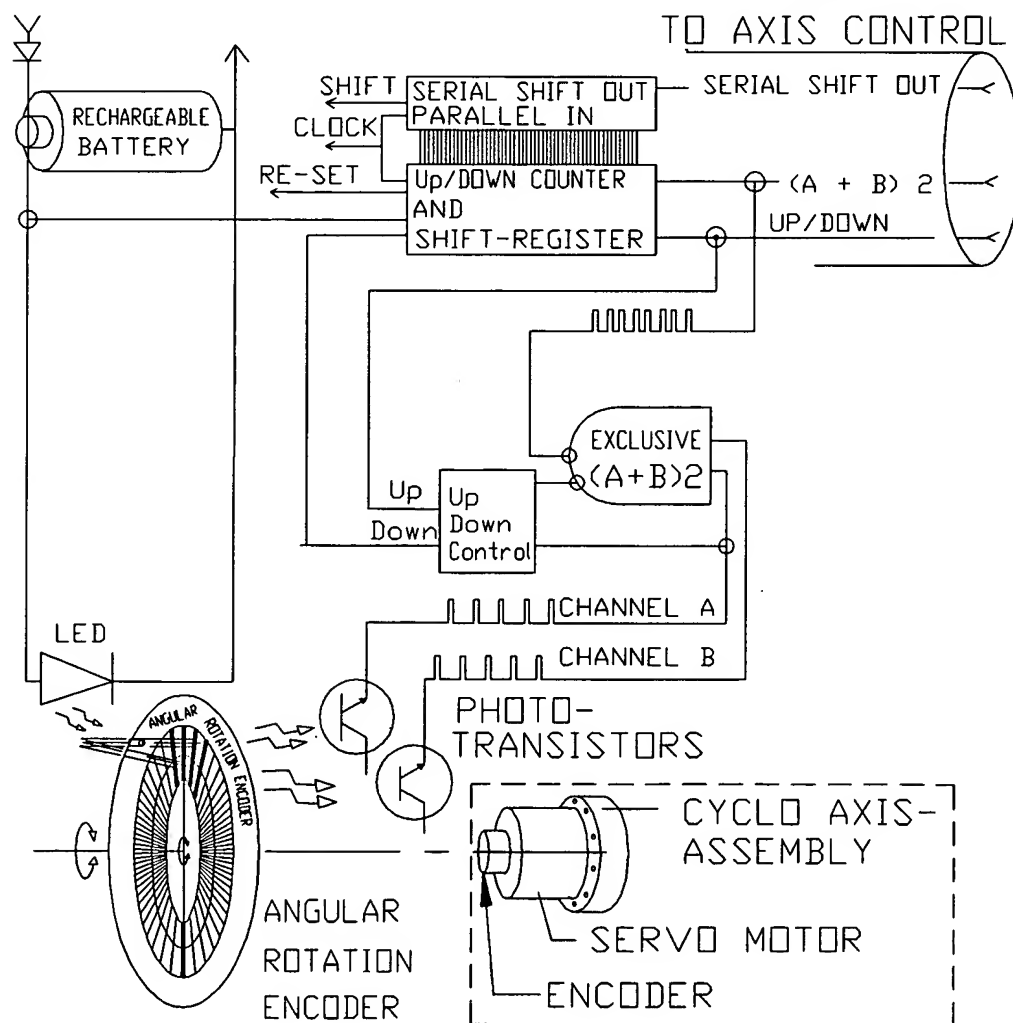 TO AXIS CONTROL
SHIFT
SERIAL SHIFT OUT
PARALLEL IN
SERIAL SHIFT OUT
RECHARGEABLE
BATTERY
CLOCK
RE-SET
Up/DOWN COUNTER
AND
SHIFT-REGISTER
(A + B) 2
UP/DOWN
EXCLUSIVE
(A+B)2
Up
Down
Up
Down
Control
CHANNEL A
CHANNEL B
LED
PHOTO-
TRANSISTORS
ANGULAR ROTATION ENCODER
CYCLO AXIS-
ASSEMBLY
SERVO MOTOR
ENCODER
ANGULAR
ROTATION
ENCODER